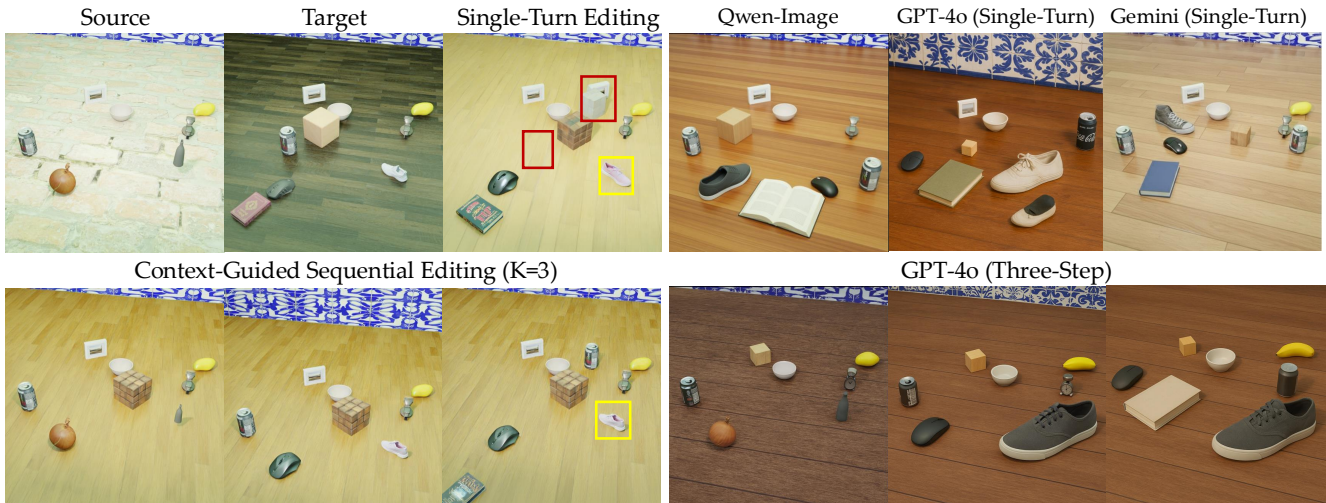 Source
Target
Single-Turn Editing
Qwen-Image
GPT-4o (Single-Turn)
Gemini (Single-Turn)
Context-Guided Sequential Editing (K=3)
GPT-4o (Three-Step)